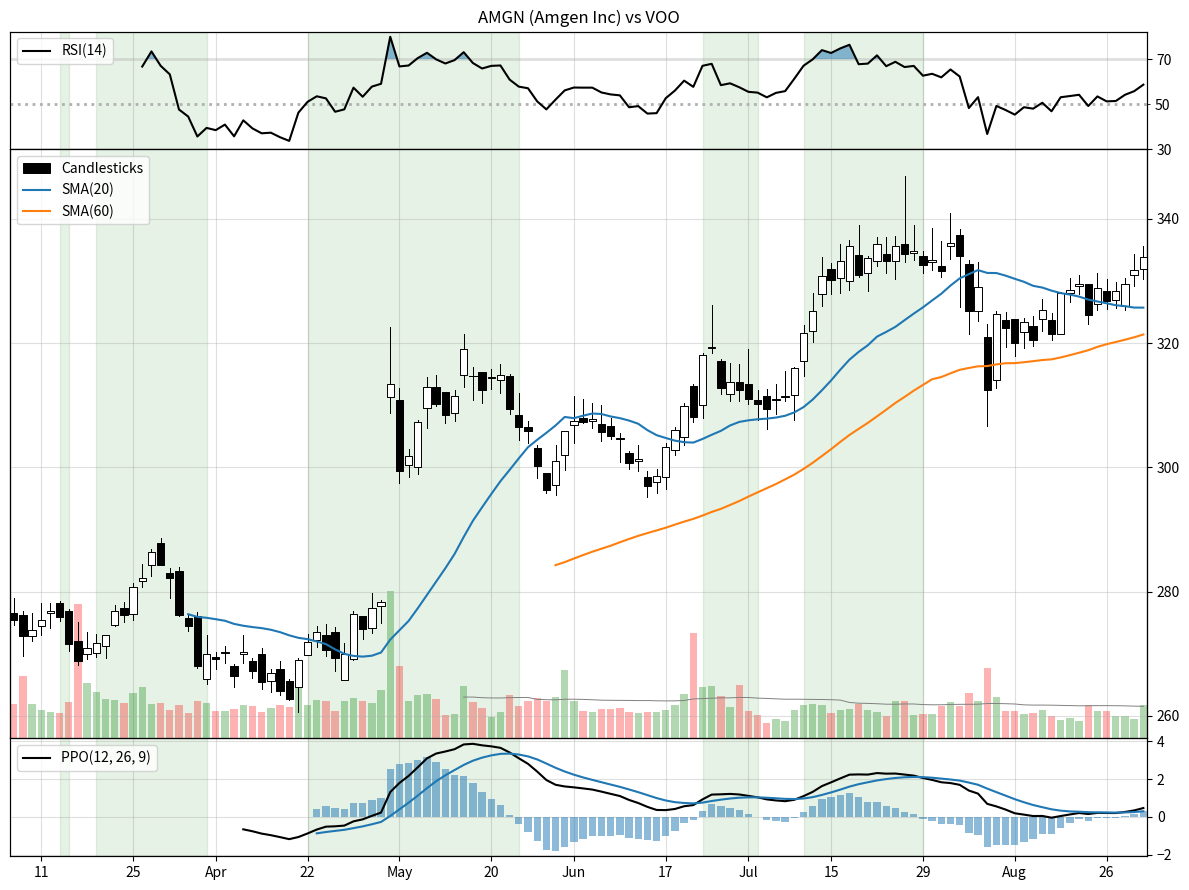 AMGN (Amgen Inc) vs VOO
RSI(14)
70
50
30
Candlesticks
SMA(20)
SMA(60)
340
320
300
280
260
PPO(12, 26, 9)
4
2
0
−2
11 25 Apr 22 May 20 Jun 17 Jul 15 29 Aug 26